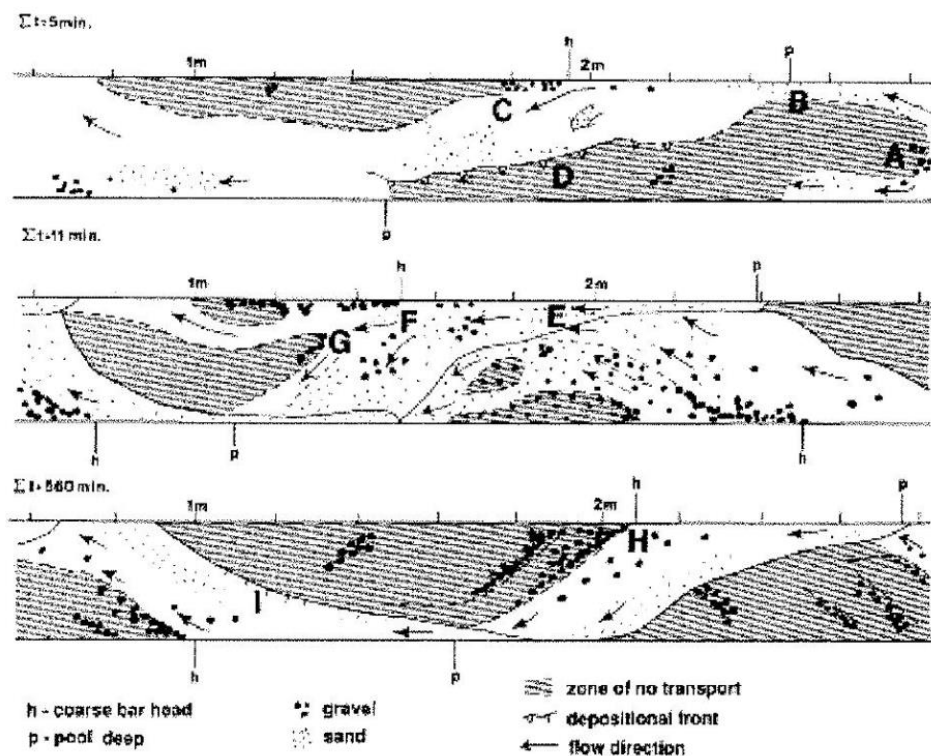 Σt=5min.
h
p
1m
2m
C
B
A
D
p
Σt=11 min.
h
p
1m
2m
E
F
G
h
p
h
Σt=560 min.
h
p
1m
2m
H
I
h
p
h - coarse bar head
p - pool deep
gravel
sand
zone of no transport
depositional front
flow direction